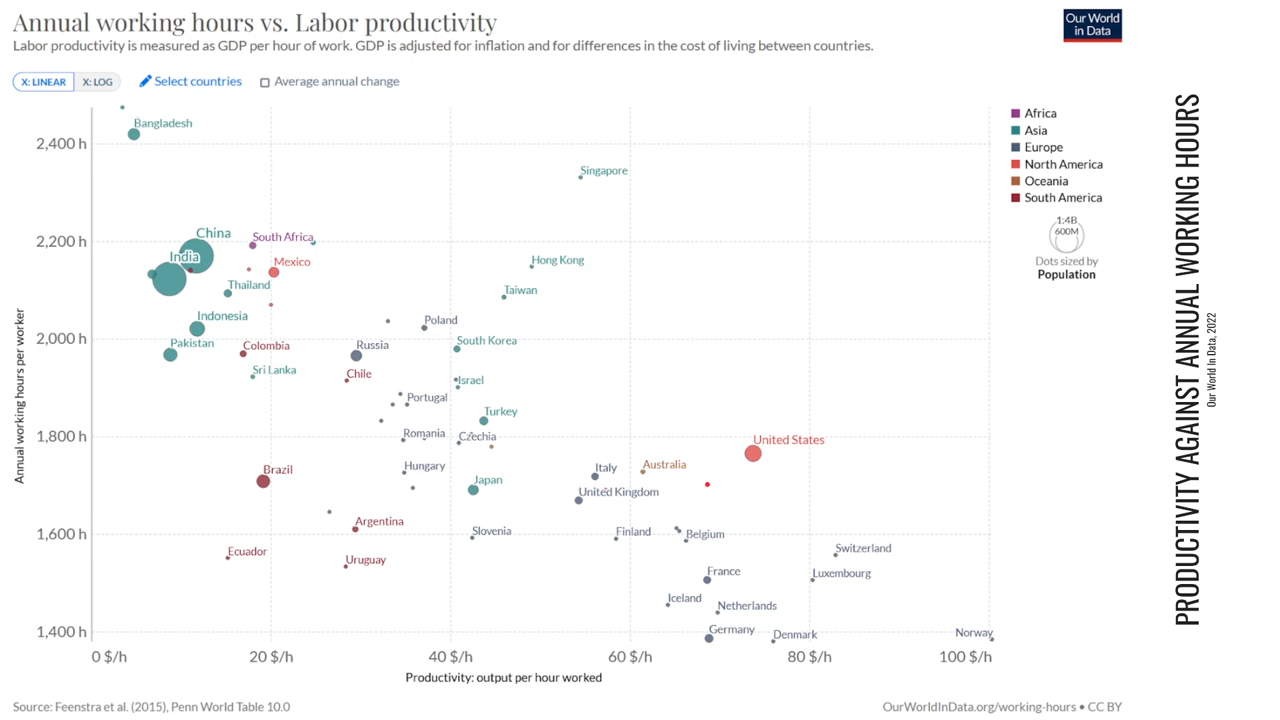 Annual working hours vs. Labor productivity
Labor productivity is measured as GDP per hour of work. GDP is adjusted for inflation and for differences in the cost of living between countries.
Our World
in Data
X: LINEAR
X: LOG
Select countries
Average annual change
Annual working hours per worker
2,400 h
2,200 h
2,000 h
1,800 h
1,600 h
1,400 h
Bangladesh
Singapore
China
South Africa
India
Mexico
Hong Kong
Thailand
Taiwan
Indonesia
Poland
Pakistan
Colombia
Russia
South Korea
Sri Lanka
Chile
Israel
Portugal
Turkey
Romania
Czechia
United States
Brazil
Hungary
Italy
Australia
Japan
United Kingdom
Argentina
Slovenia
Finland
Belgium
Ecuador
Uruguay
Switzerland
France
Luxembourg
Iceland
Netherlands
Germany
Denmark
Norway
0 $/h
20 $/h
40 $/h
60 $/h
80 $/h
100 $/h
Productivity: output per hour worked
Africa
Asia
Europe
North America
Oceania
South America
1:4B
600M
Dots sized by
Population
Source: Feenstra et al. (2015), Penn World Table 10.0
OurWorldInData.org/working-hours • CC BY
PRODUCTIVITY AGAINST ANNUAL WORKING HOURS
Our World In Data, 2022